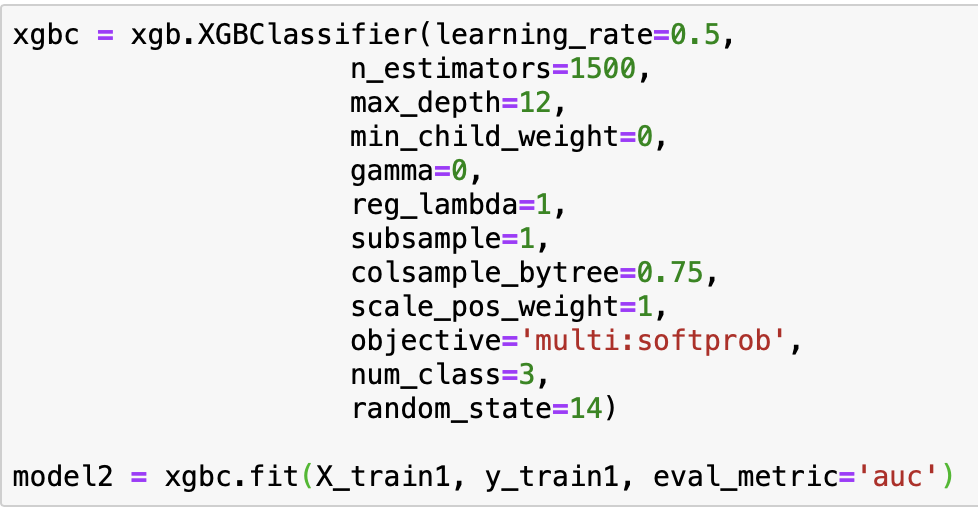 xgbc = xgb.XGBClassifier(learning_rate=0.5,
                    n_estimators=1500,
                    max_depth=12,
                    min_child_weight=0,
                    gamma=0,
                    reg_lambda=1,
                    subsample=1,
                    colsample_bytree=0.75,
                    scale_pos_weight=1,
                    objective='multi:softprob',
                    num_class=3,
                    random_state=14)

model2 = xgbc.fit(X_train1, y_train1, eval_metric='auc')